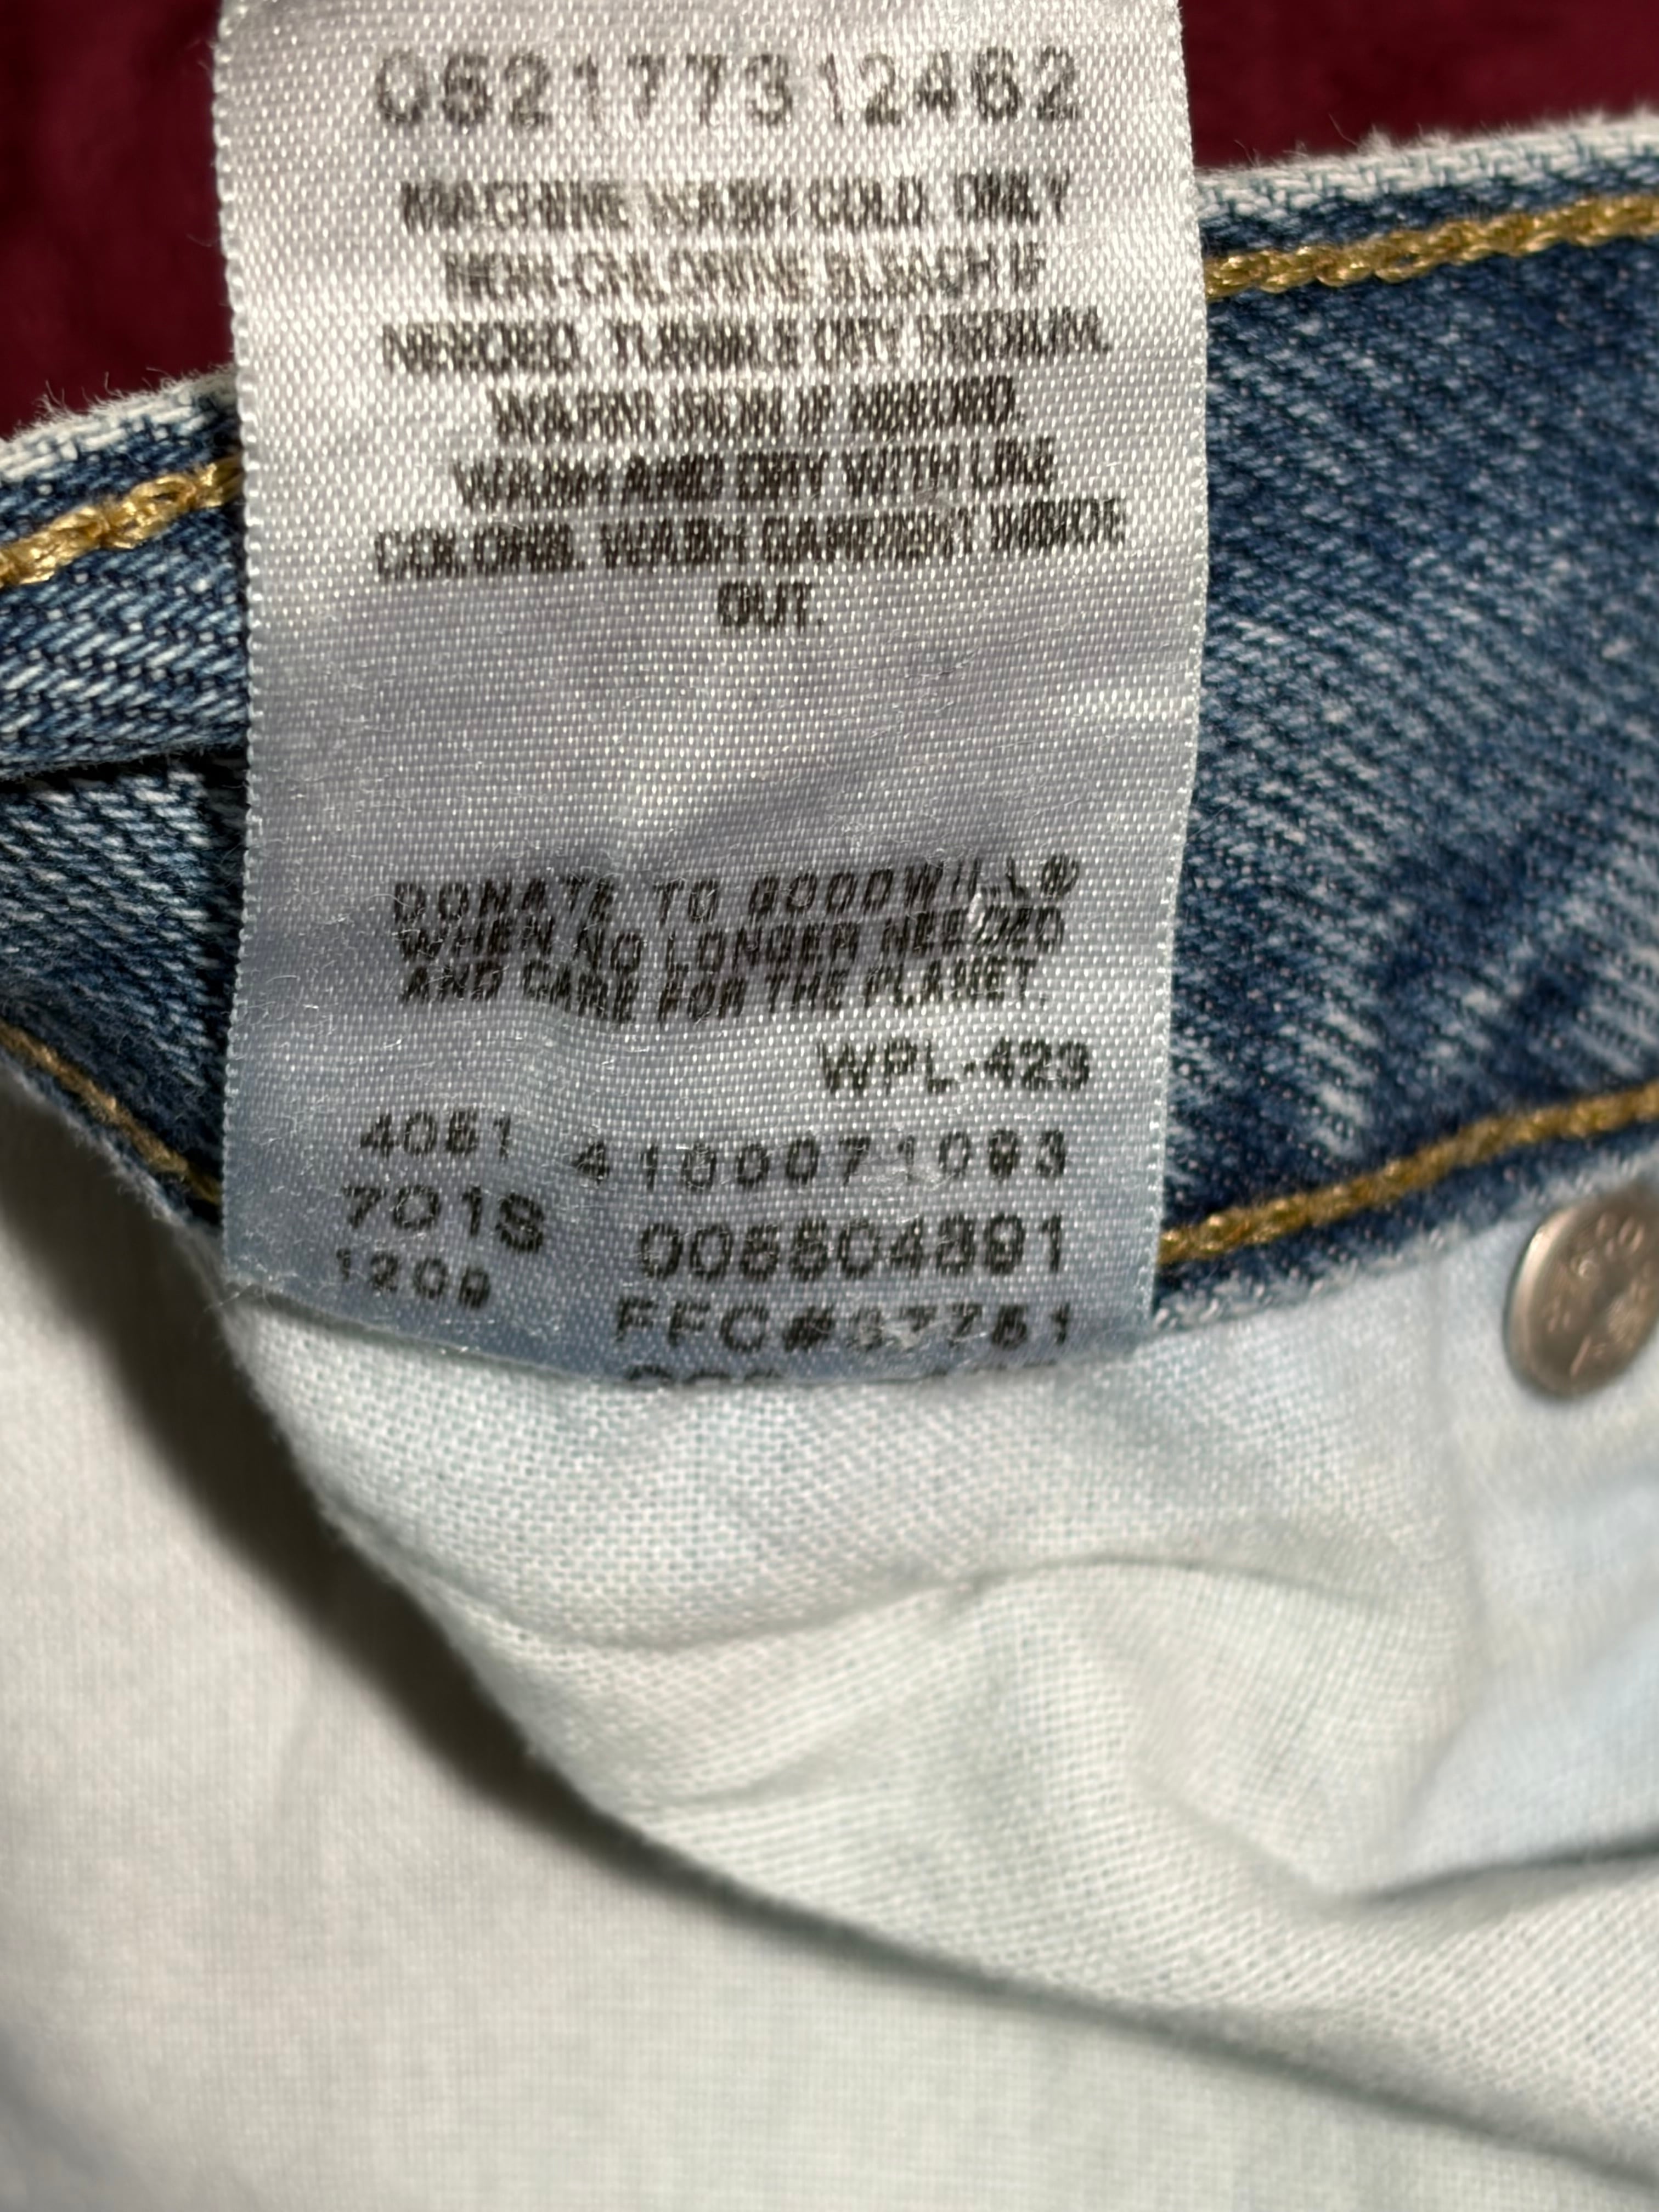 052177312462
MACHINE WASH COLD. ONLY
NON-CHLORINE BLEACH IF
NEEDED. TUMBLE DRY MEDIUM.
WARM IRON IF NEEDED.
WASH AND DRY WITH LIKE
COLORS. WASH GARMENT INSIDE
OUT.
DONATE TO GOODWILL®
WHEN NO LONGER NEEDED
AND CARE FOR THE PLANET.
WPL-423
4051 4100071093
701S 005504891
1209 FFC#37751